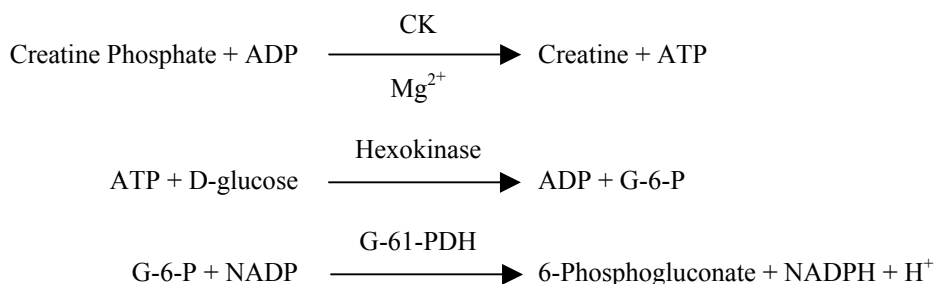 CK
Creatine Phosphate + ADP Creatine + ATP
Mg²⁺
Hexokinase
ATP + D-glucose ADP + G-6-P
G-61-PDH
G-6-P + NADP 6-Phosphogluconate + NADPH + H⁺